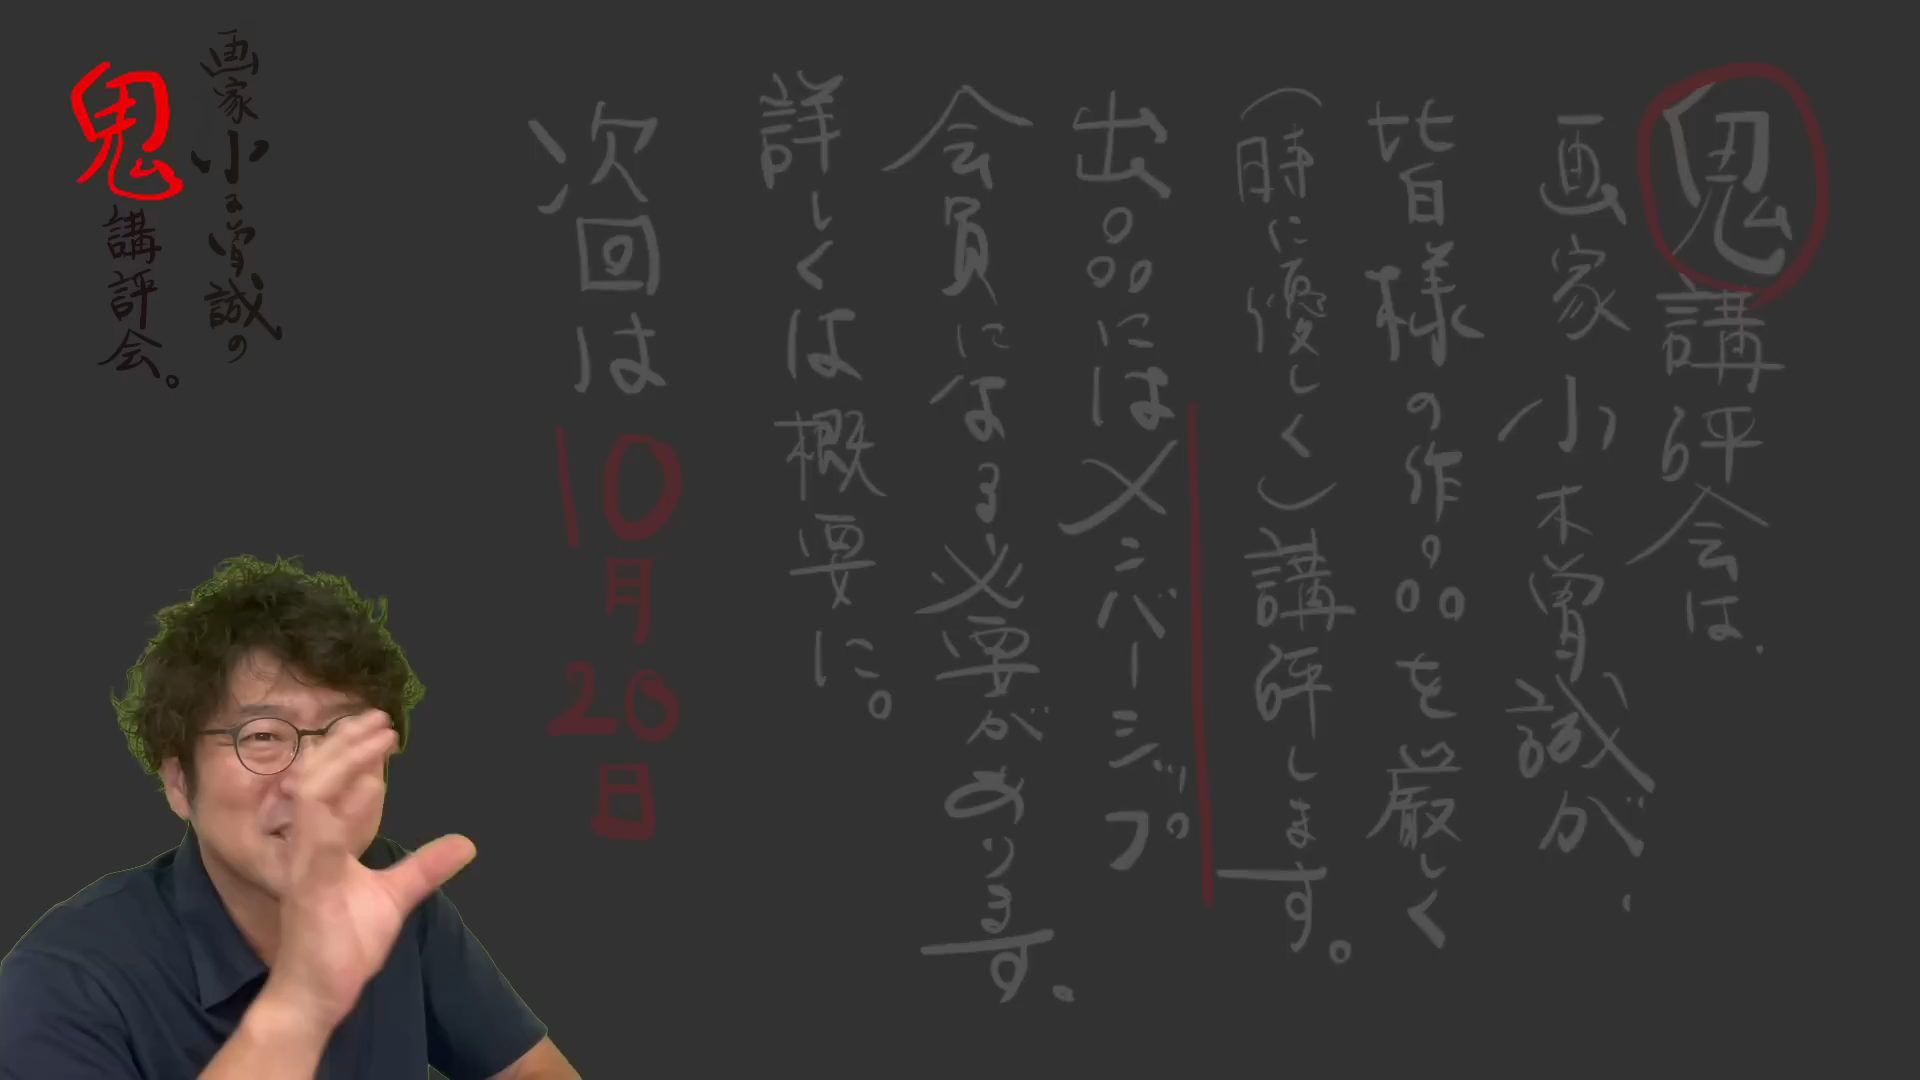 鬼講評会は、
画家小木曽誠が、
皆様の作品を厳しく
（時に優しく）講評します。
出品にはメンバーシップ
会員になる必要があります。
詳しくは概要に。
次回は10月20日
画家小木曽誠の
鬼講評会。